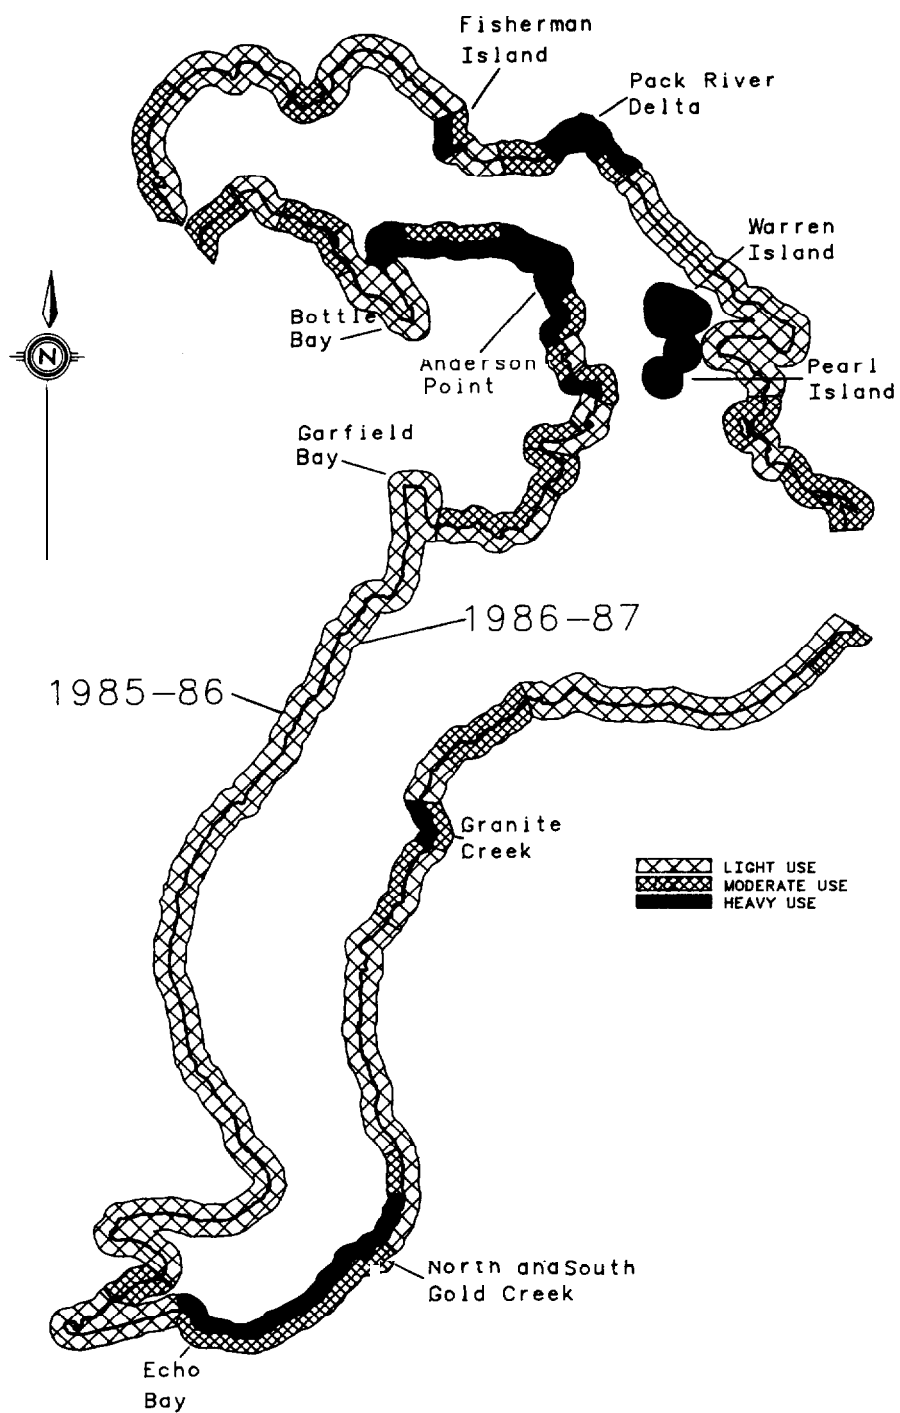 Fisherman
Island
Pack River
Delta
Warren
Island
N
Bottle
Bay
Anderson
Point
Pearl
Island
Garfield
Bay
1986-87
1985-86
Granite
Creek
LIGHT USE
MODERATE USE
HEAVY USE
North and South
Gold Creek
Echo
Bay